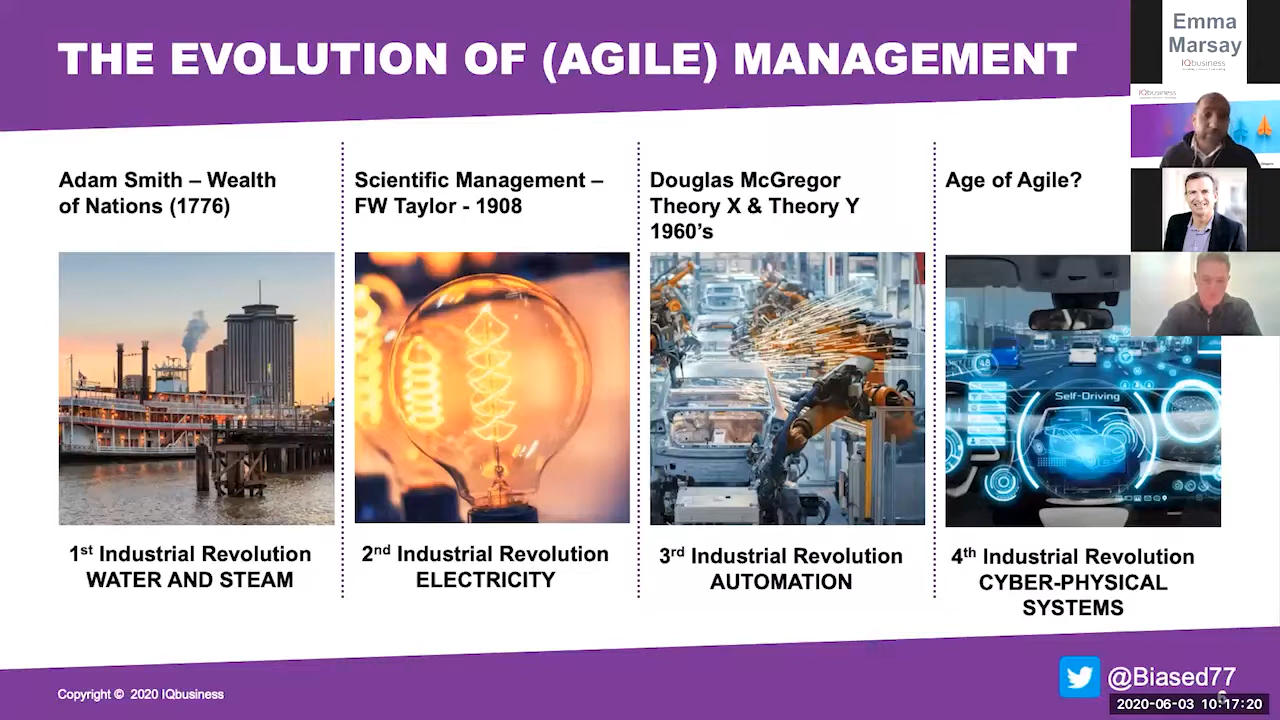 THE EVOLUTION OF (AGILE) MANAGEMENT
Emma
Marsay
IQbusiness
IQbusiness
Adam Smith – Wealth
of Nations (1776)
Scientific Management –
FW Taylor - 1908
Douglas McGregor
Theory X & Theory Y
1960’s
Age of Agile?
Self-Driving
1st Industrial Revolution
WATER AND STEAM
2nd Industrial Revolution
ELECTRICITY
3rd Industrial Revolution
AUTOMATION
4th Industrial Revolution
CYBER-PHYSICAL
SYSTEMS
Copyright © 2020 IQbusiness
@Biased77
6
2020-06-03 10:17:20